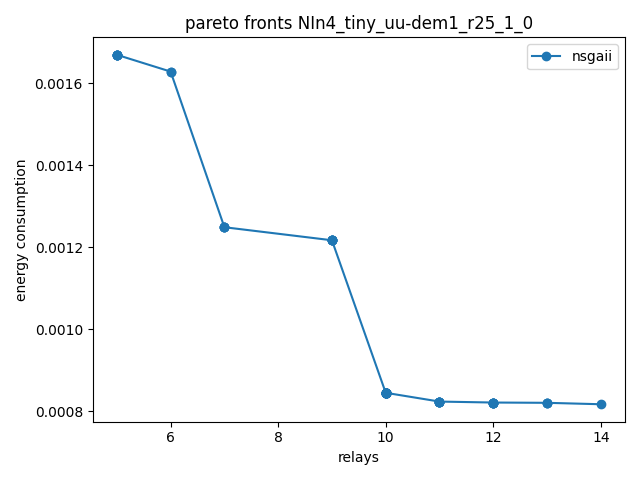 pareto fronts NIn4_tiny_uu-dem1_r25_1_0
nsgaii
0.0016
0.0014
0.0012
0.0010
0.0008
energy consumption
6 8 10 12 14
relays